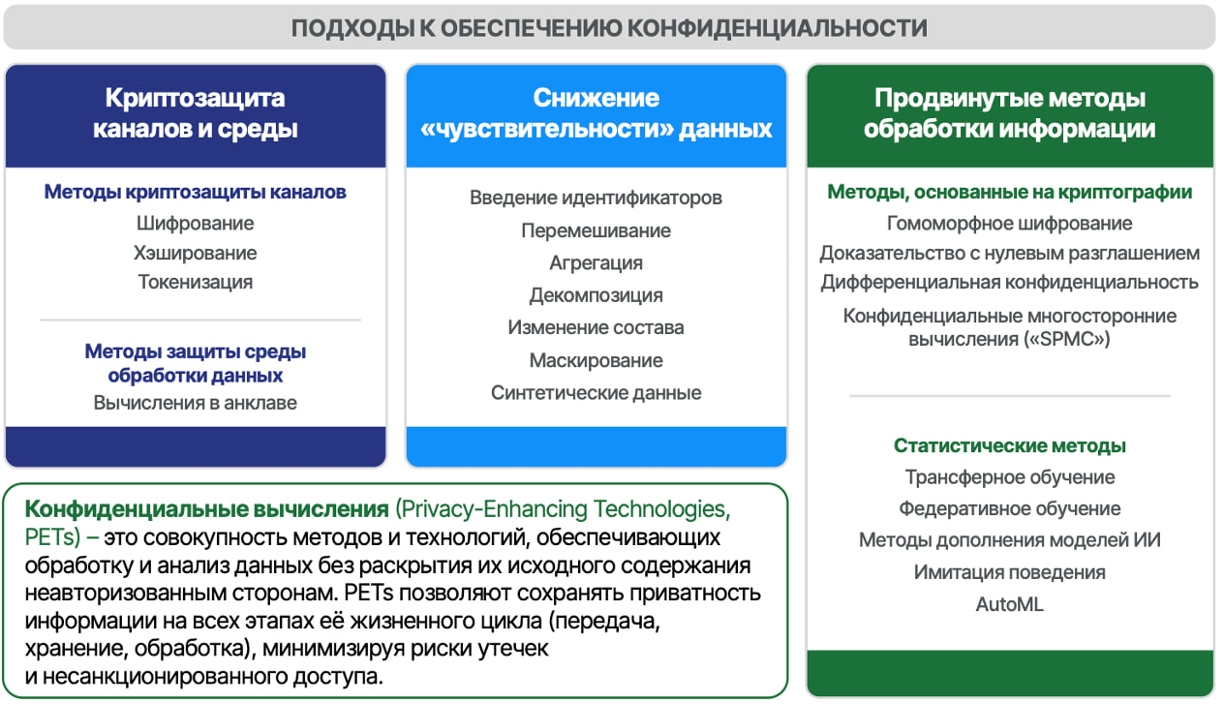 ПОДХОДЫ К ОБЕСПЕЧЕНИЮ КОНФИДЕНЦИАЛЬНОСТИ
Криптозащита
каналов и среды
Методы криптозащиты каналов
Шифрование
Хэширование
Токенизация
Методы защиты среды
обработки данных
Вычисления в анклаве
Снижение
«чувствительности» данных
Введение идентификаторов
Перемешивание
Агрегация
Декомпозиция
Изменение состава
Маскирование
Синтетические данные
Продвинутые методы
обработки информации
Методы, основанные на криптографии
Гомоморфное шифрование
Доказательство с нулевым разглашением
Дифференциальная конфиденциальность
Конфиденциальные многосторонние
вычисления («SPMC»)
Статистические методы
Трансферное обучение
Федеративное обучение
Методы дополнения моделей ИИ
Имитация поведения
AutoML
Конфиденциальные вычисления (Privacy-Enhancing Technologies,
PETs) – это совокупность методов и технологий, обеспечивающих
обработку и анализ данных без раскрытия их исходного содержания
неавторизованным сторонам. PETs позволяют сохранять приватность
информации на всех этапах её жизненного цикла (передача,
хранение, обработка), минимизируя риски утечек
и несанкционированного доступа.